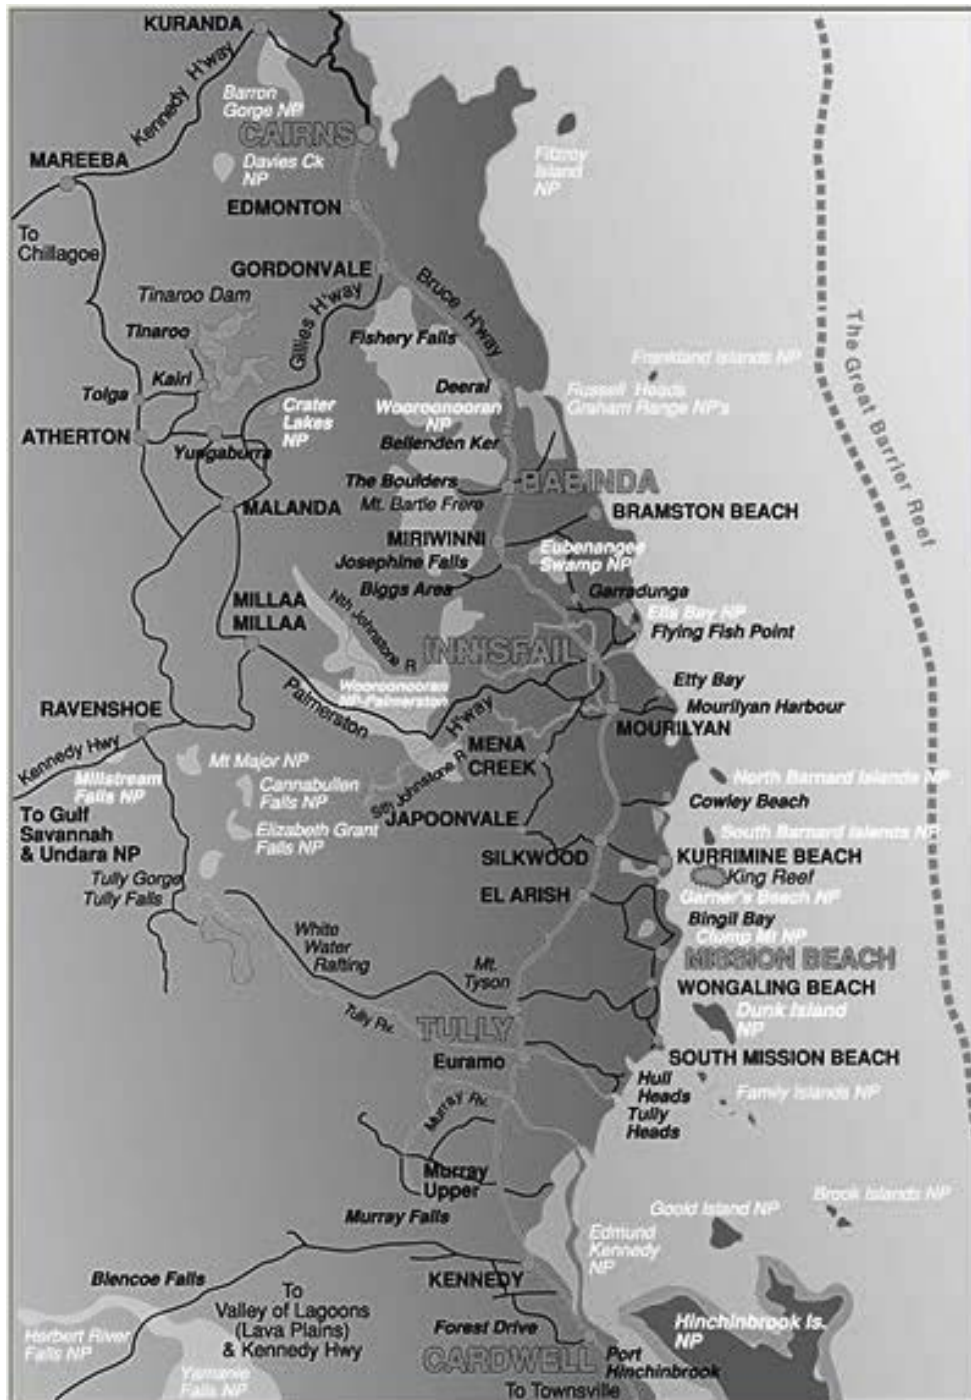 KURANDA
Kennedy H'way
Barron
Gorge NP
CAIRNS
MAREEBA
Davies Ck
NP
Fitzroy
Island
NP
EDMONTON
To
Chillagoe
GORDONVALE
Bruce H'way
Tinaroo Dam
Gillies H'way
Tinaroo
Fishery Falls
The Great Barrier Reef
Frankland Islands NP
Kairi
Deeral
Russell Heads
Graham Range NP's
Tolga
Crater
Lakes
NP
Wooroonooran
NP
ATHERTON
Yungaburra
Bellenden Ker
The Boulders
BABINDA
Mt. Bartle Frere
MALANDA
BRAMSTON BEACH
MIRIWINNI
Eubenangee
Swamp NP
Josephine Falls
Biggs Area
Garradunga
MILLAA
MILLAA
Nth Johnstone R
Ella Bay NP
Flying Fish Point
INNISFAIL
Wooroonooran
NP-Palmerston
Etty Bay
Palmerston H'way
Mourilyan Harbour
RAVENSHOE
MOURILYAN
Kennedy Hwy
MENA
CREEK
Mt Major NP
Millstream
Falls NP
Cannabullen
Falls NP
Sth Johnstone R
North Barnard Islands NP
Cowley Beach
To Gulf
Savannah
& Undara NP
Elizabeth Grant
Falls NP
JAPOONVALE
South Barnard Islands NP
SILKWOOD
KURRIMINE BEACH
Tully Gorge
Tully Falls
King Reef
EL ARISH
Garner's Beach NP
Bingil Bay
Clump Mt NP
White
Water
Rafting
Mt.
Tyson
MISSION BEACH
WONGALING BEACH
Tully Rv.
TULLY
Dunk Island
NP
Euramo
SOUTH MISSION BEACH
Hull
Heads
Family Islands NP
Murray Rv.
Tully
Heads
Murray
Upper
Brook Islands NP
Goold Island NP
Murray Falls
Edmund
Kennedy
NP
Blencoe Falls
KENNEDY
To
Valley of Lagoons
(Lava Plains)
& Kennedy Hwy
Hinchinbrook Is.
NP
Herbert River
Falls NP
Forest Drive
CARDWELL
Port
Hinchinbrook
Yamanie
Falls NP
To Townsville